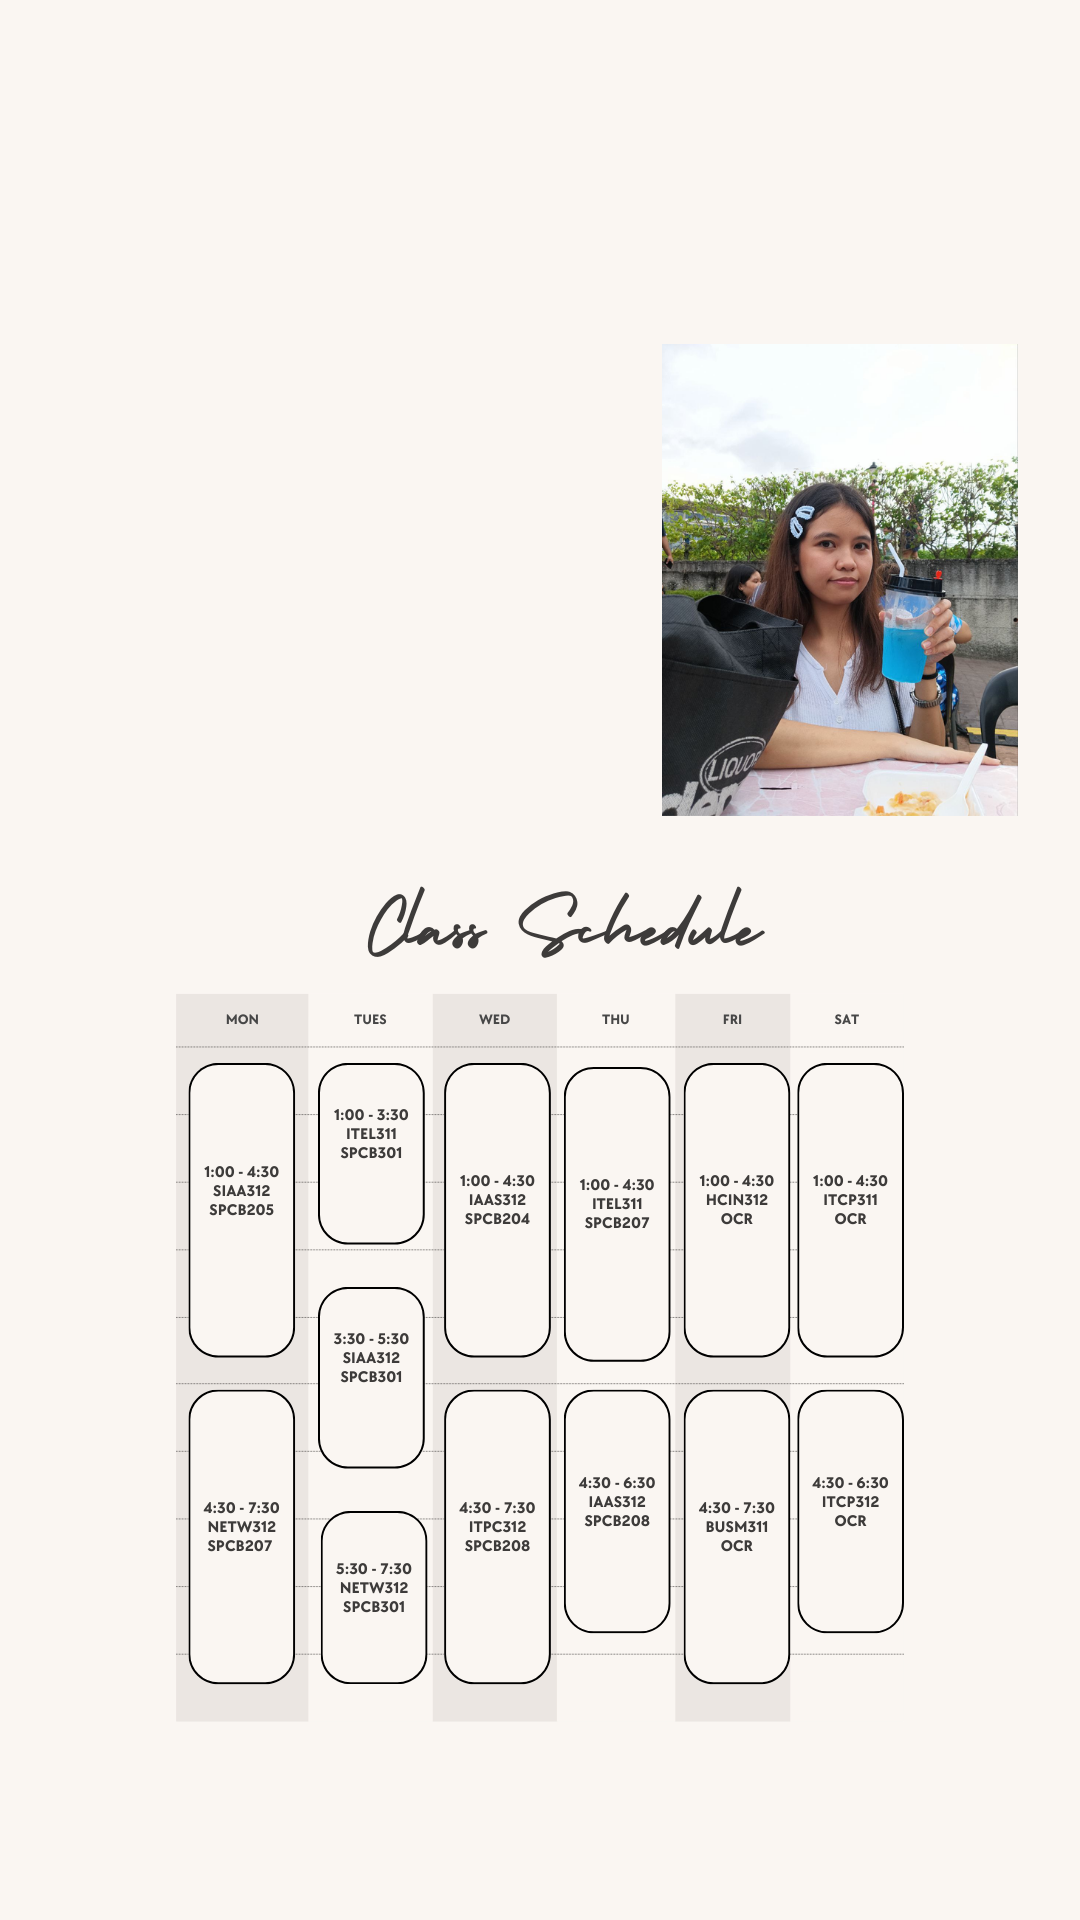 LIQUOR
Class Schedule
MON TUES WED THU FRI SAT
1:00 - 4:30
SIAA312
SPCB205
1:00 - 3:30
ITEL311
SPCB301
1:00 - 4:30
IAAS312
SPCB204
1:00 - 4:30
ITEL311
SPCB207
1:00 - 4:30
HCIN312
OCR
1:00 - 4:30
ITCP311
OCR
3:30 - 5:30
SIAA312
SPCB301
4:30 - 7:30
NETW312
SPCB207
5:30 - 7:30
NETW312
SPCB301
4:30 - 7:30
ITPC312
SPCB208
4:30 - 6:30
IAAS312
SPCB208
4:30 - 7:30
BUSM311
OCR
4:30 - 6:30
ITCP312
OCR